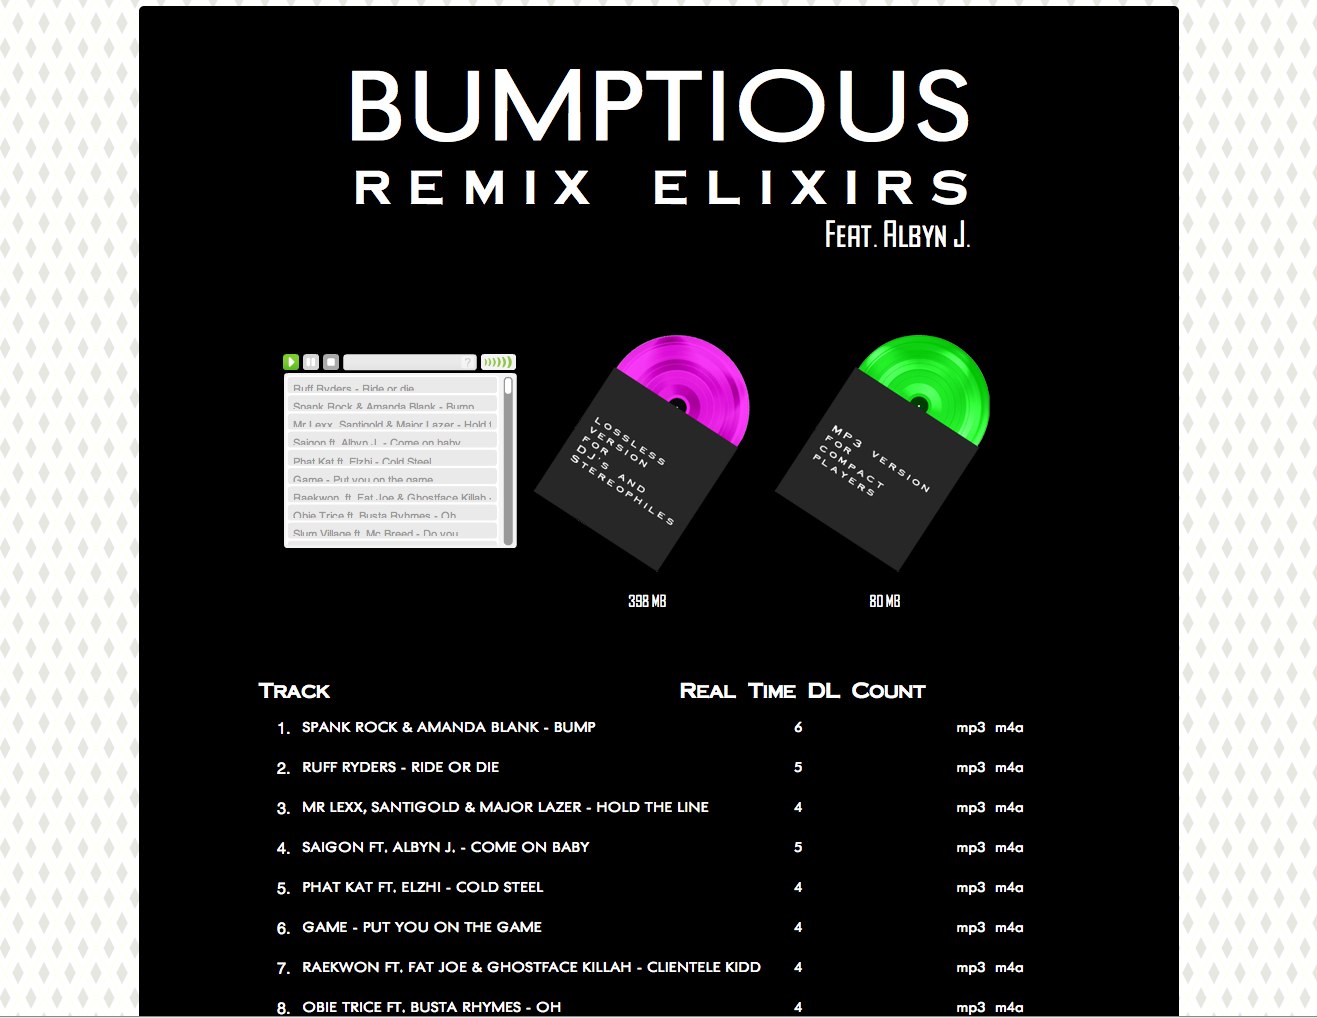 BUMPTIOUS
REMIX ELIXIRS
FEAT. ALBYN J.
?
Ruff Ryders - Ride or die
Spank Rock & Amanda Blank - Bump
Mr Lexx, Santigold & Major Lazer - Hold t
Saigon ft. Albyn J. - Come on baby
Phat Kat ft. Elzhi - Cold Steel
Game - Put you on the game
Raekwon ft. Fat Joe & Ghostface Killah -
Obie Trice ft. Busta Ryhmes - Oh
Slum Village ft. Mc Breed - Do you
LOSSLESS
VERSION
FOR
DJ'S AND
STEREOPHILES
398 MB
MP3 VERSION
FOR
COMPACT
PLAYERS
80 MB
TRACK REAL TIME DL COUNT
1. SPANK ROCK & AMANDA BLANK - BUMP 6 mp3 m4a
2. RUFF RYDERS - RIDE OR DIE 5 mp3 m4a
3. MR LEXX, SANTIGOLD & MAJOR LAZER - HOLD THE LINE 4 mp3 m4a
4. SAIGON FT. ALBYN J. - COME ON BABY 5 mp3 m4a
5. PHAT KAT FT. ELZHI - COLD STEEL 4 mp3 m4a
6. GAME - PUT YOU ON THE GAME 4 mp3 m4a
7. RAEKWON FT. FAT JOE & GHOSTFACE KILLAH - CLIENTELE KIDD 4 mp3 m4a
8. OBIE TRICE FT. BUSTA RHYMES - OH 4 mp3 m4a